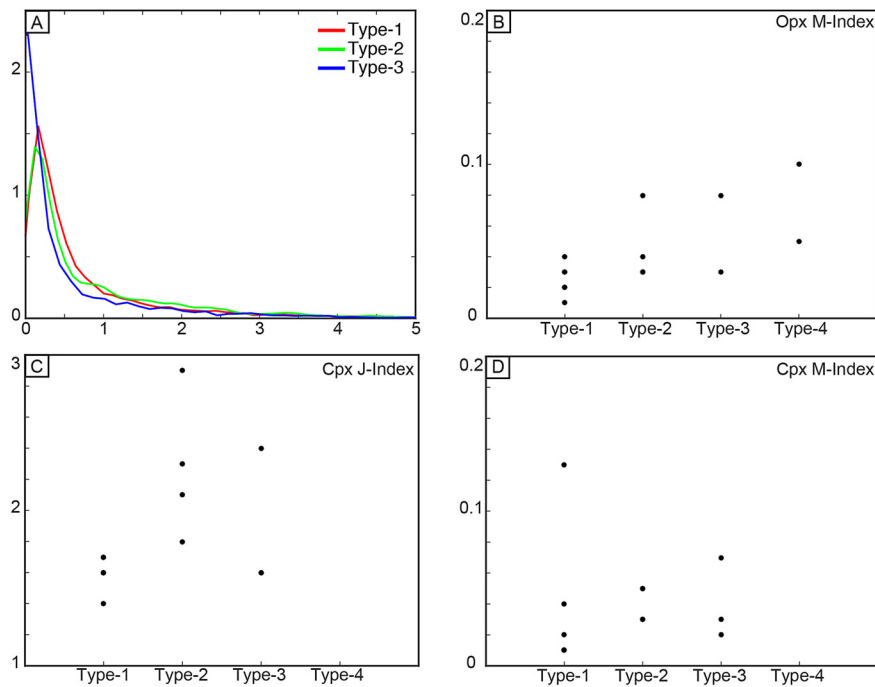 A
Type-1
Type-2
Type-3
2
1
0
0 1 2 3 4 5
B
Opx M-Index
0.2
0.1
0
Type-1 Type-2 Type-3 Type-4
C
Cpx J-Index
3
2
1
Type-1 Type-2 Type-3 Type-4
D
Cpx M-Index
0.2
0.1
0
Type-1 Type-2 Type-3 Type-4